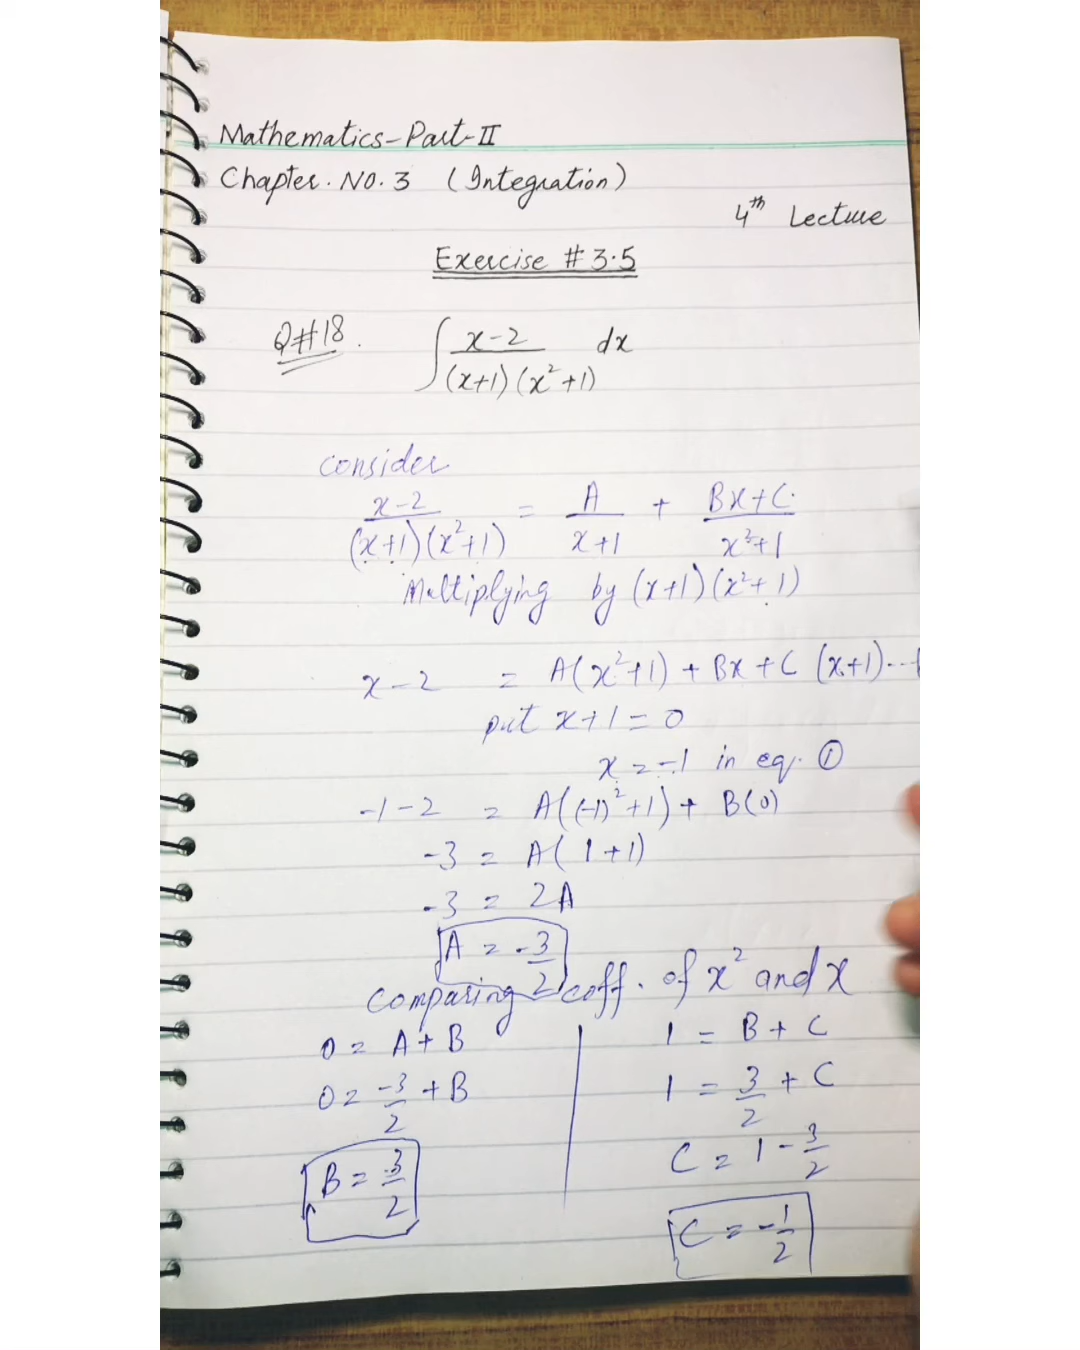 Mathematics-Part-II
Chapter. No. 3 (Integration)
4th Lecture
Exercise # 3.5
Q#18. ∫ x-2 / (x+1)(x²+1) dx
consider
x-2 / (x+1)(x²+1) = A / x+1 + Bx+C / x²+1
Multiplying by (x+1)(x²+1)
x-2 = A(x²+1) + Bx+C (x+1)---
put x+1=0
x=-1 in eq. ①
-1-2 = A((-1)²+1)+ B(0)
-3 = A(1+1)
-3 = 2A
A = -3/2
Comparing coff. of x² and x
0 = A+B
0 = -3/2 + B
B = 3/2
1 = B+C
1 = 3/2 + C
C = 1-3/2
C = -1/2